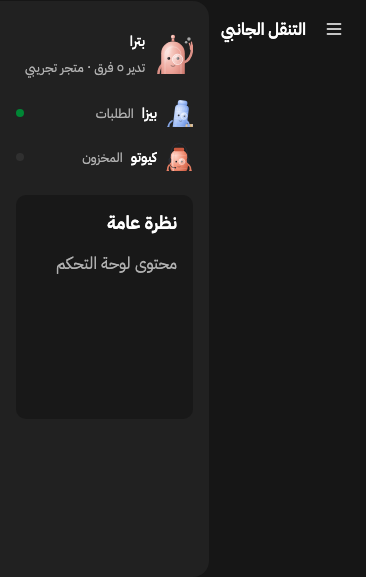 التنقل الجانبي
بترا
تدير ٥ فرق · متجر تجريبي
بيزا الطلبات
كيوتو المخزون
نظرة عامة
محتوى لوحة التحكم